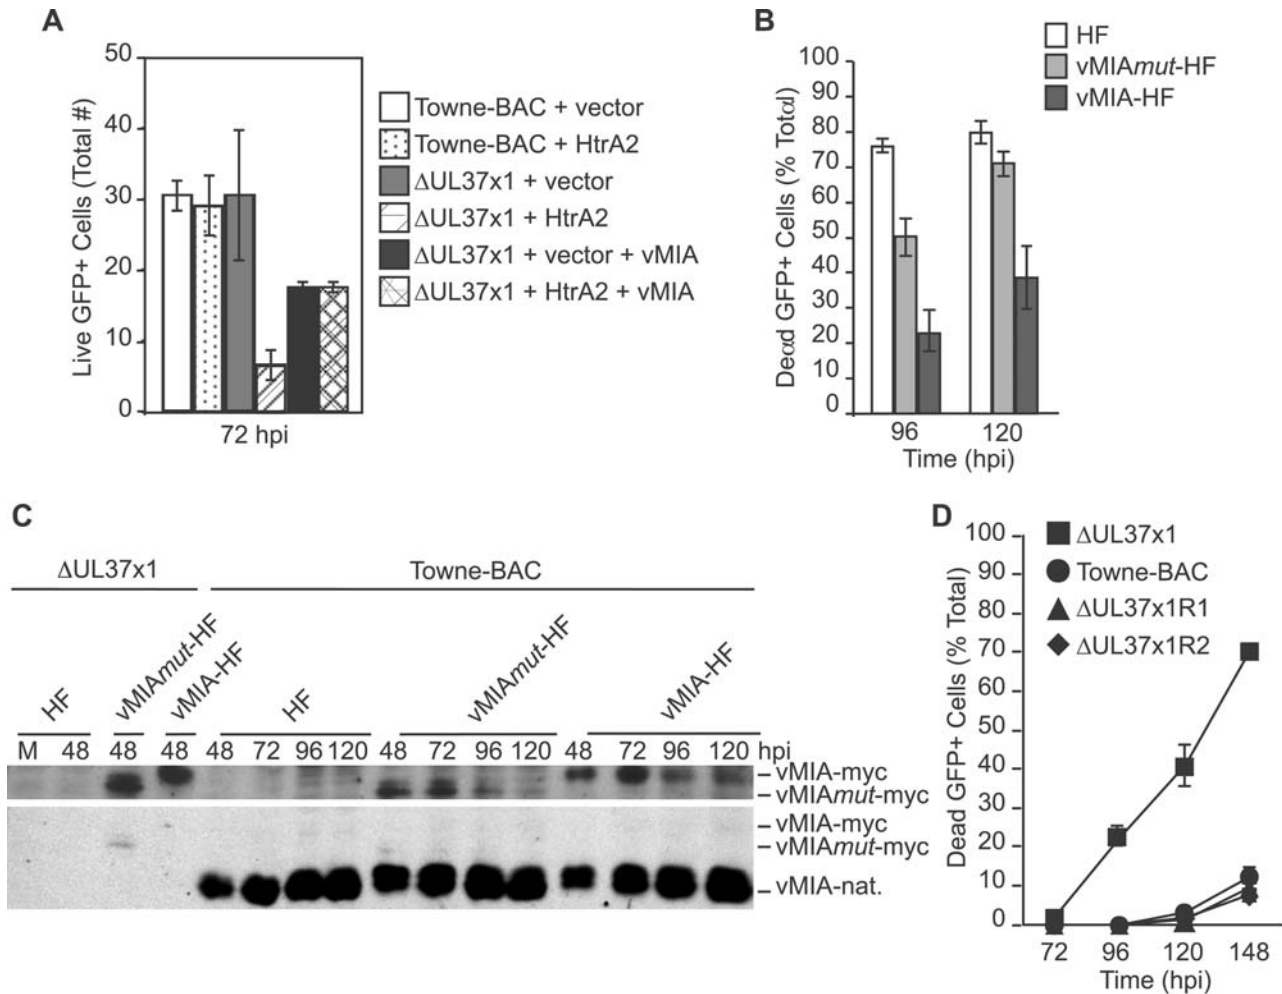 A
Live GFP+ Cells (Total #)
50
40
30
20
10
0
72 hpi
Towne-BAC + vector
Towne-BAC + HtrA2
ΔUL37x1 + vector
ΔUL37x1 + HtrA2
ΔUL37x1 + vector + vMIA
ΔUL37x1 + HtrA2 + vMIA
B
HF
vMIAmut-HF
vMIA-HF
Deαd GFP+ Cells (% Totαl)
100
90
80
70
60
50
40
30
20
10
0
96 120
Time (hpi)
C
ΔUL37x1 Towne-BAC
HF vMIAmut-HF vMIA-HF HF vMIAmut-HF vMIA-HF
M 48 48 48 48 72 96 120 48 72 96 120 48 72 96 120 hpi
vMIA-myc
vMIAmut-myc
vMIA-myc
vMIAmut-myc
vMIA-nat.
D
ΔUL37x1
Towne-BAC
ΔUL37x1R1
ΔUL37x1R2
Dead GFP+ Cells (% Total)
100
90
80
70
60
50
40
30
20
10
0
72 96 120 148
Time (hpi)